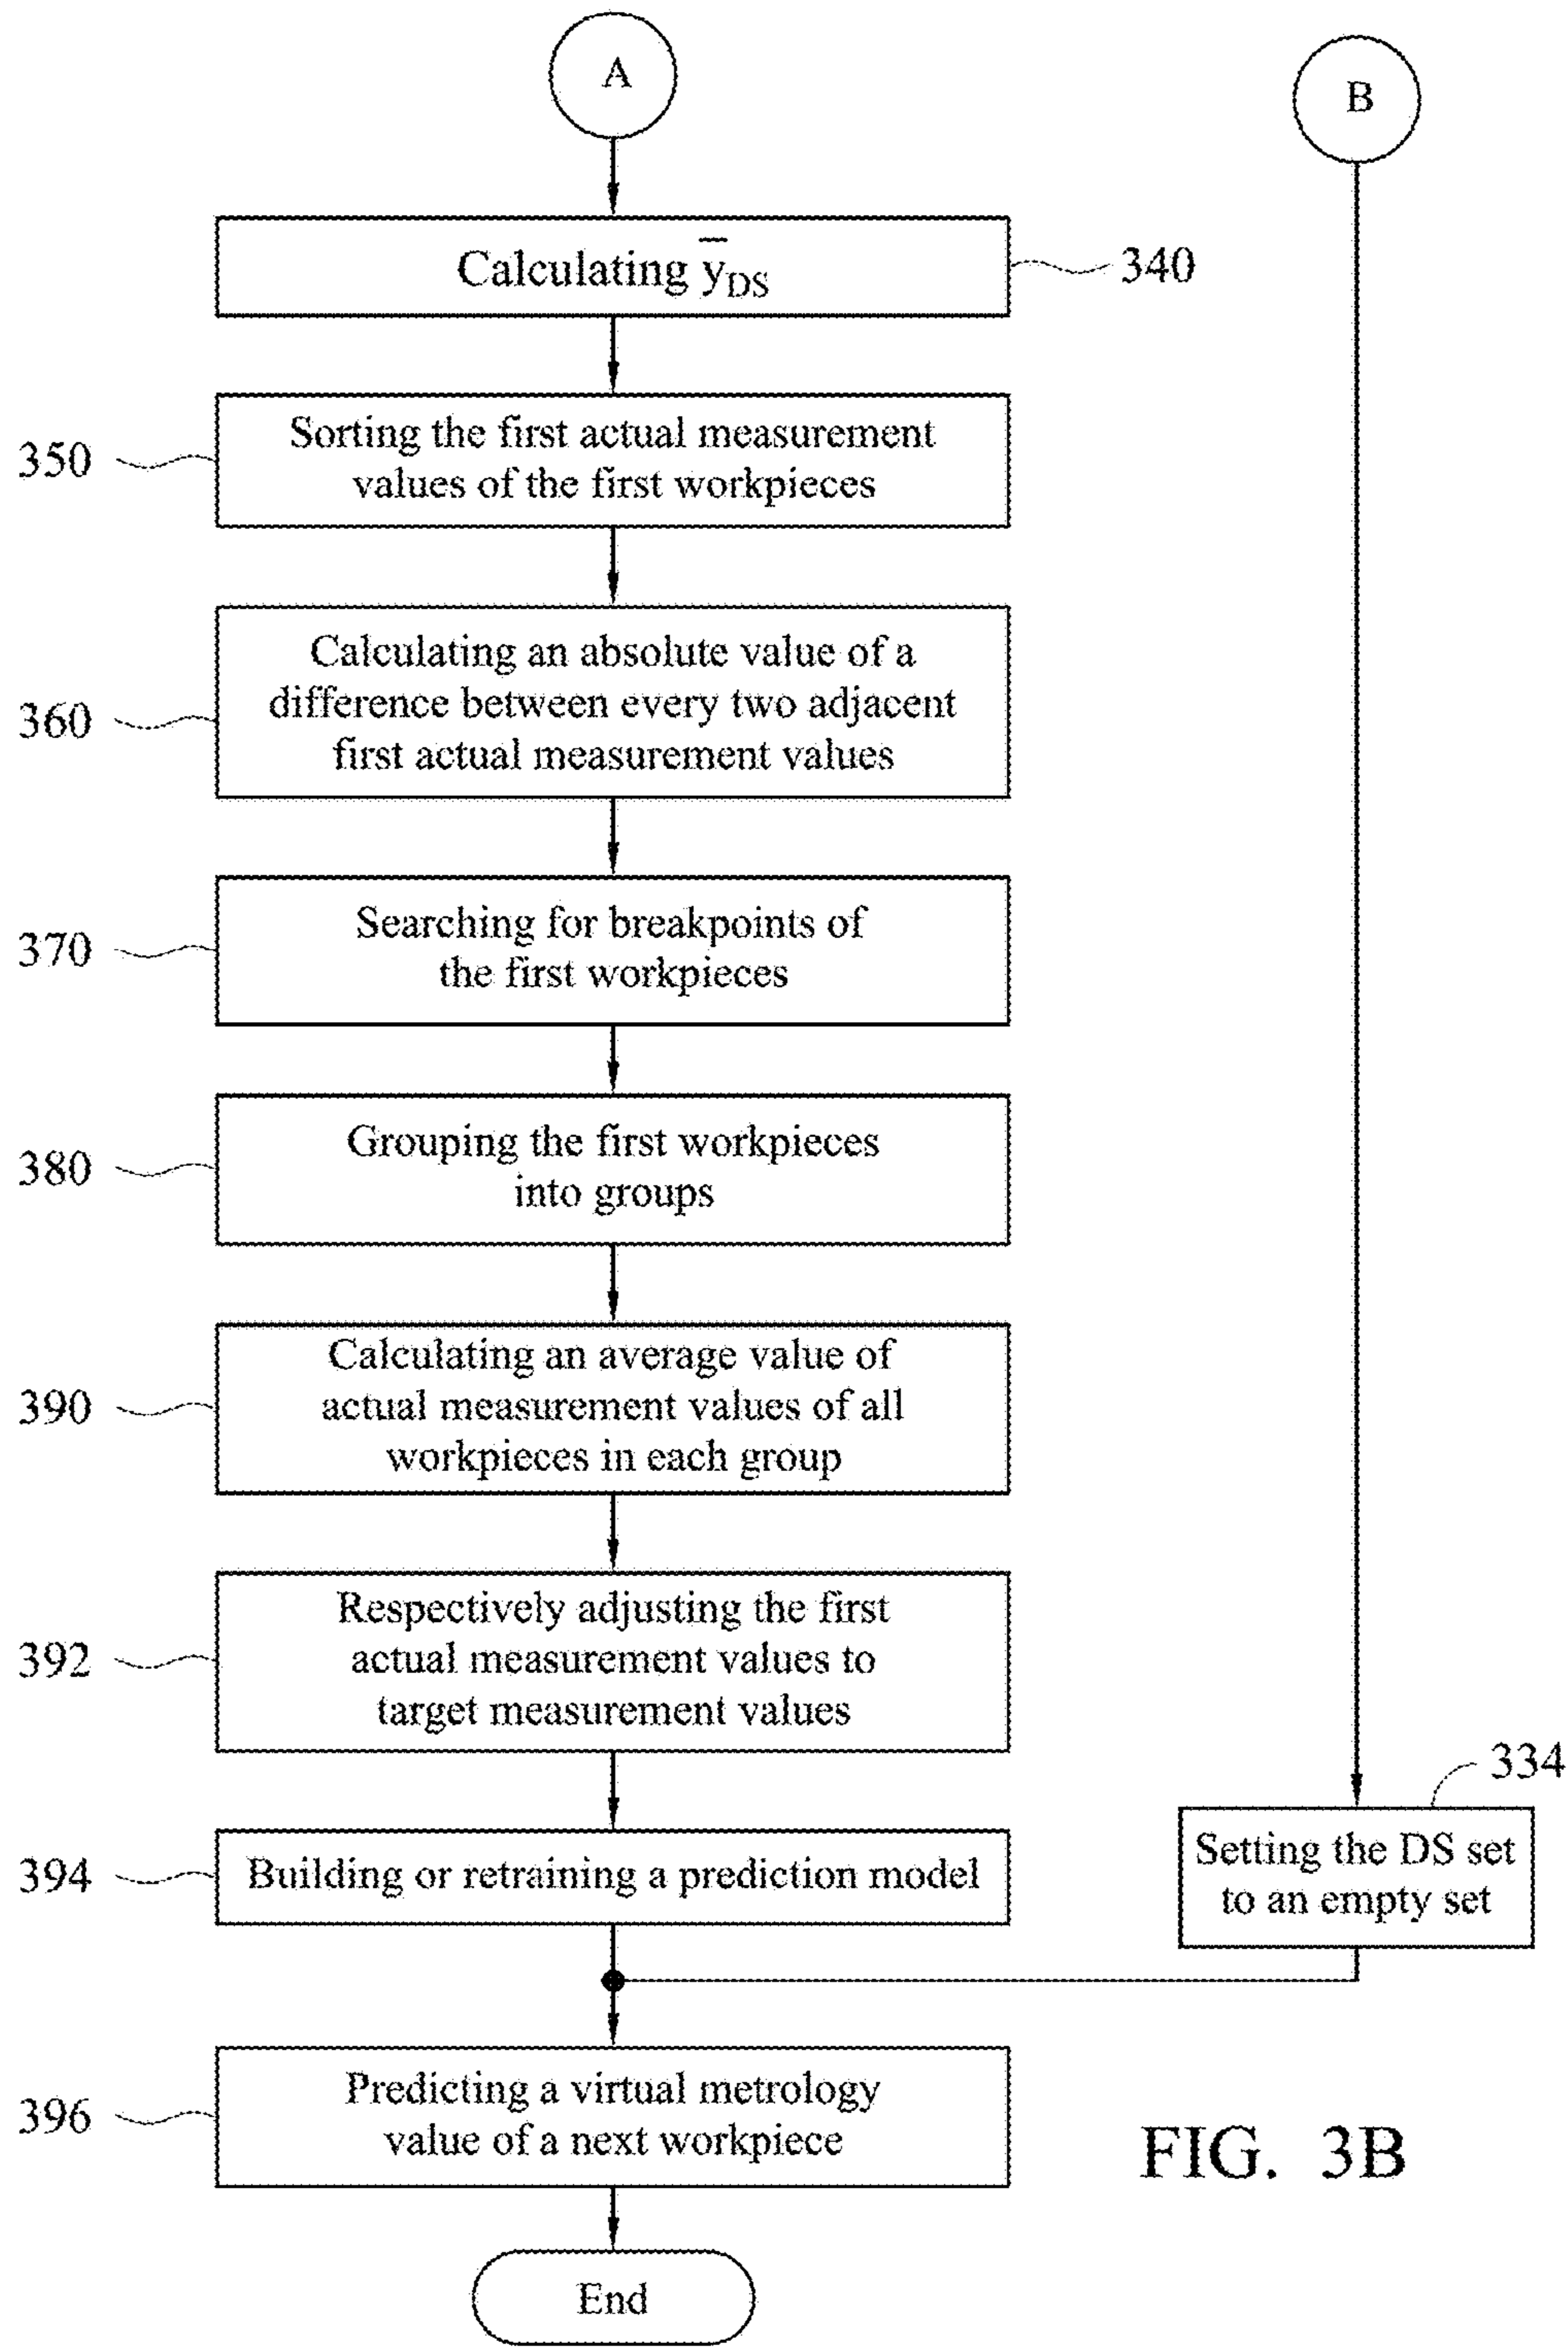 A
B
Calculating y̅DS
340
350
Sorting the first actual measurement
values of the first workpieces
360
Calculating an absolute value of a
difference between every two adjacent
first actual measurement values
370
Searching for breakpoints of
the first workpieces
380
Grouping the first workpieces
into groups
390
Calculating an average value of
actual measurement values of all
workpieces in each group
392
Respectively adjusting the first
actual measurement values to
target measurement values
334
Setting the DS set
to an empty set
394
Building or retraining a prediction model
396
Predicting a virtual metrology
value of a next workpiece
FIG. 3B
End